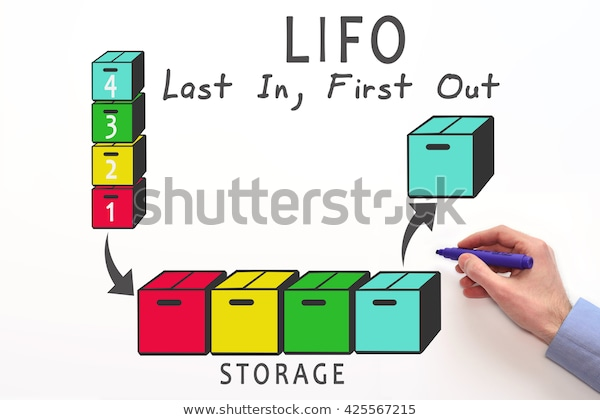 LIFO
Last In, First Out
4
3
2
1
shutterstock
STORAGE
www.shutterstock.com · 425567215